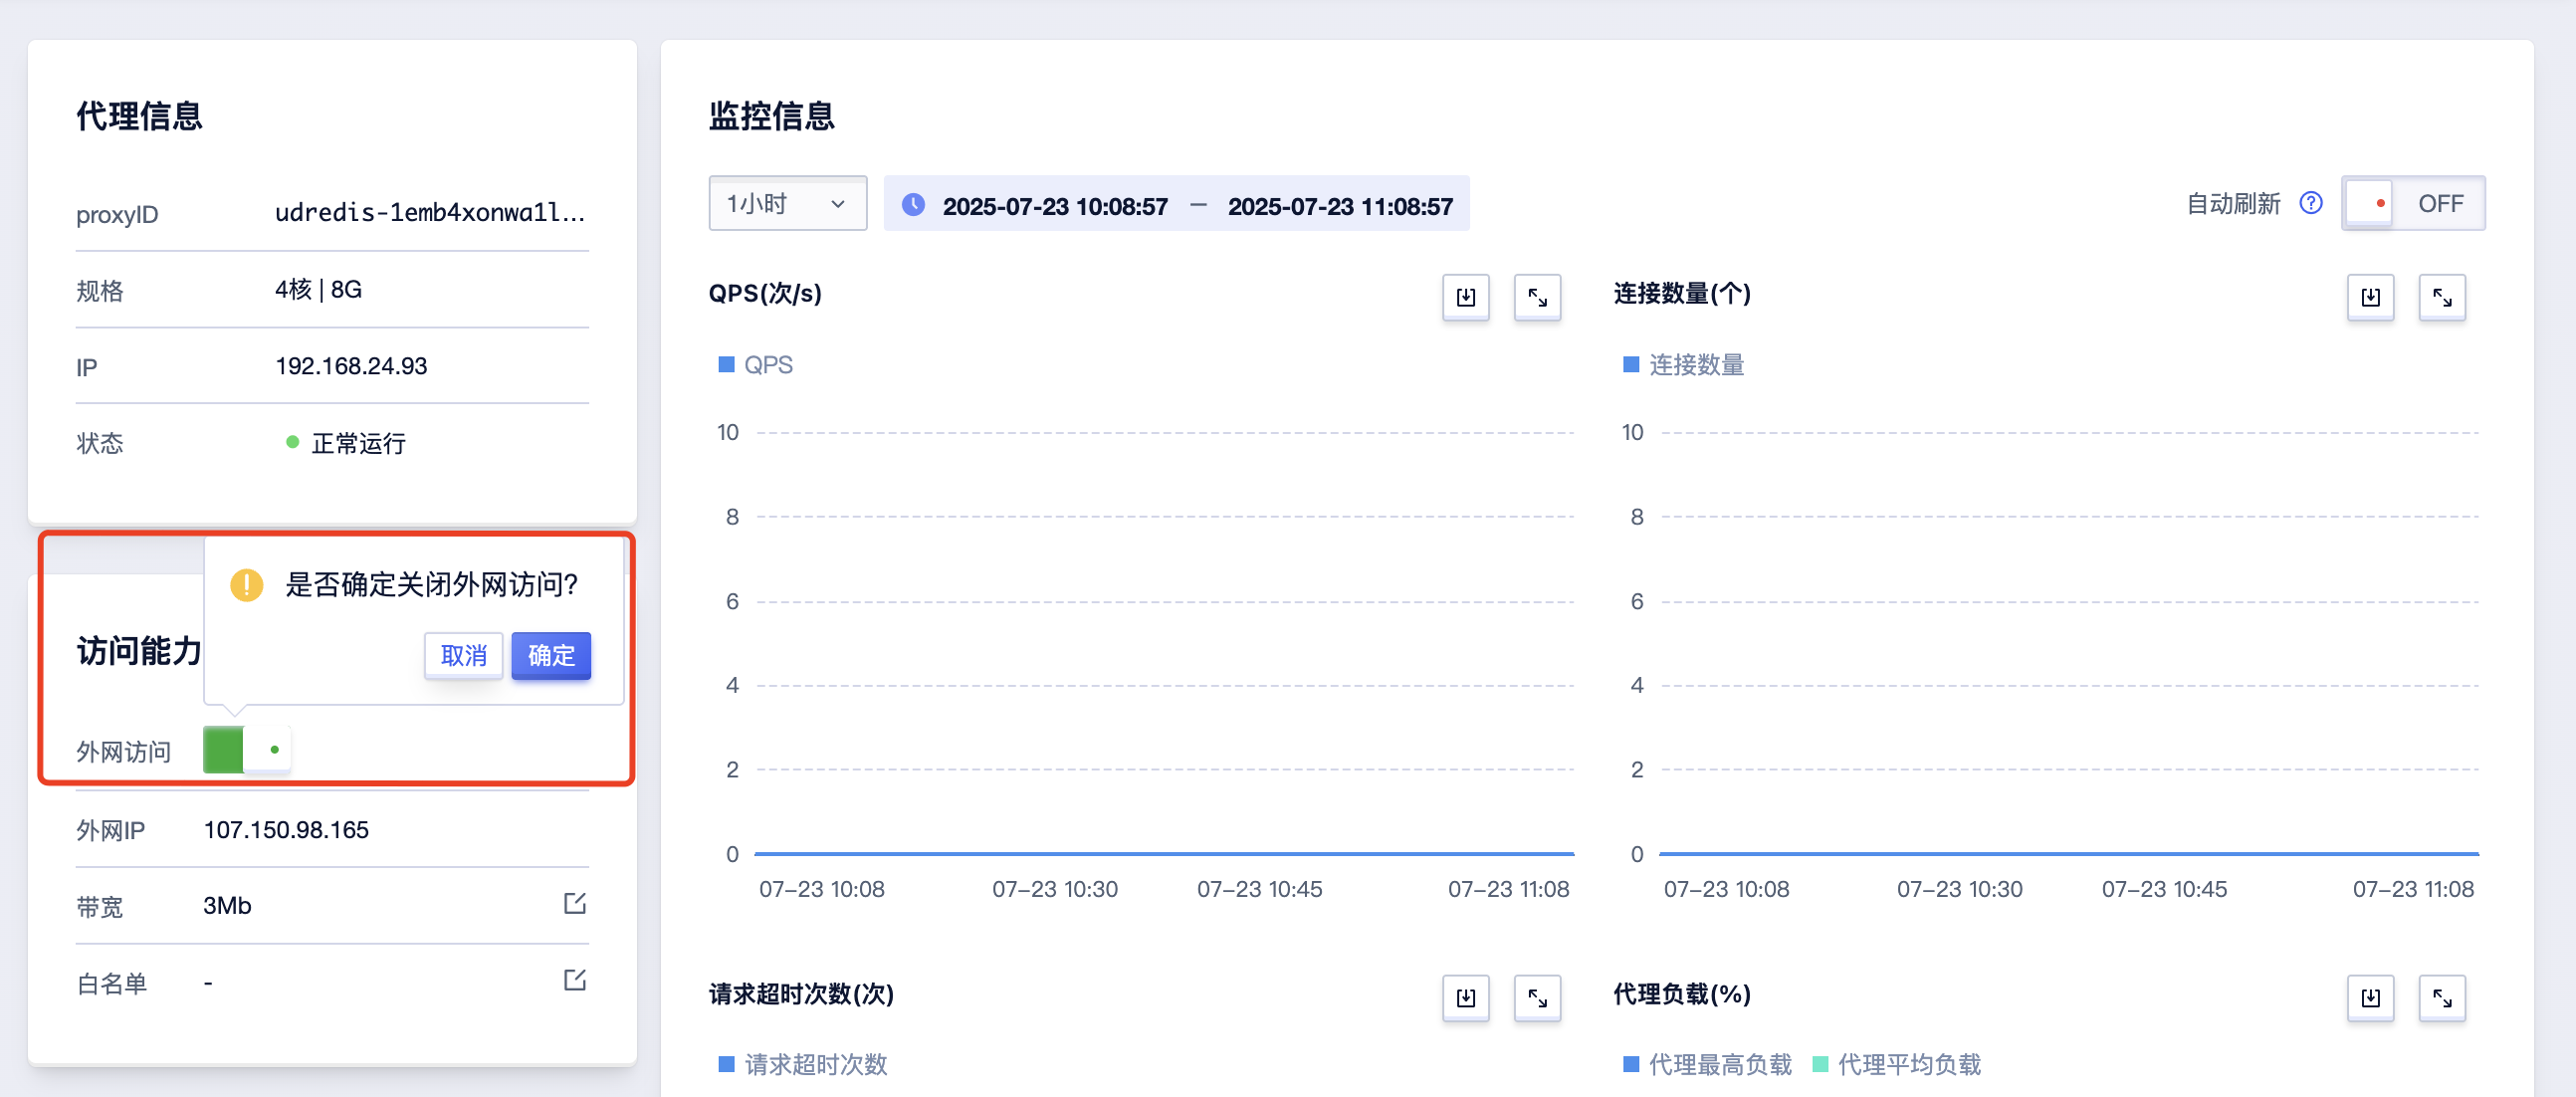 代理信息
proxyID
udredis-1emb4xonwa1l...
规格
4核 | 8G
IP
192.168.24.93
状态
正常运行
是否确定关闭外网访问?
取消
确定
访问能力
外网访问
外网IP
107.150.98.165
带宽
3Mb
白名单
-
监控信息
1小时
2025-07-23 10:08:57 — 2025-07-23 11:08:57
自动刷新
OFF
QPS(次/s)
QPS
10
8
6
4
2
0
07-23 10:08
07-23 10:30
07-23 10:45
07-23 11:08
连接数量(个)
连接数量
10
8
6
4
2
0
07-23 10:08
07-23 10:30
07-23 10:45
07-23 11:08
请求超时次数(次)
请求超时次数
代理负载(%)
代理最高负载
代理平均负载